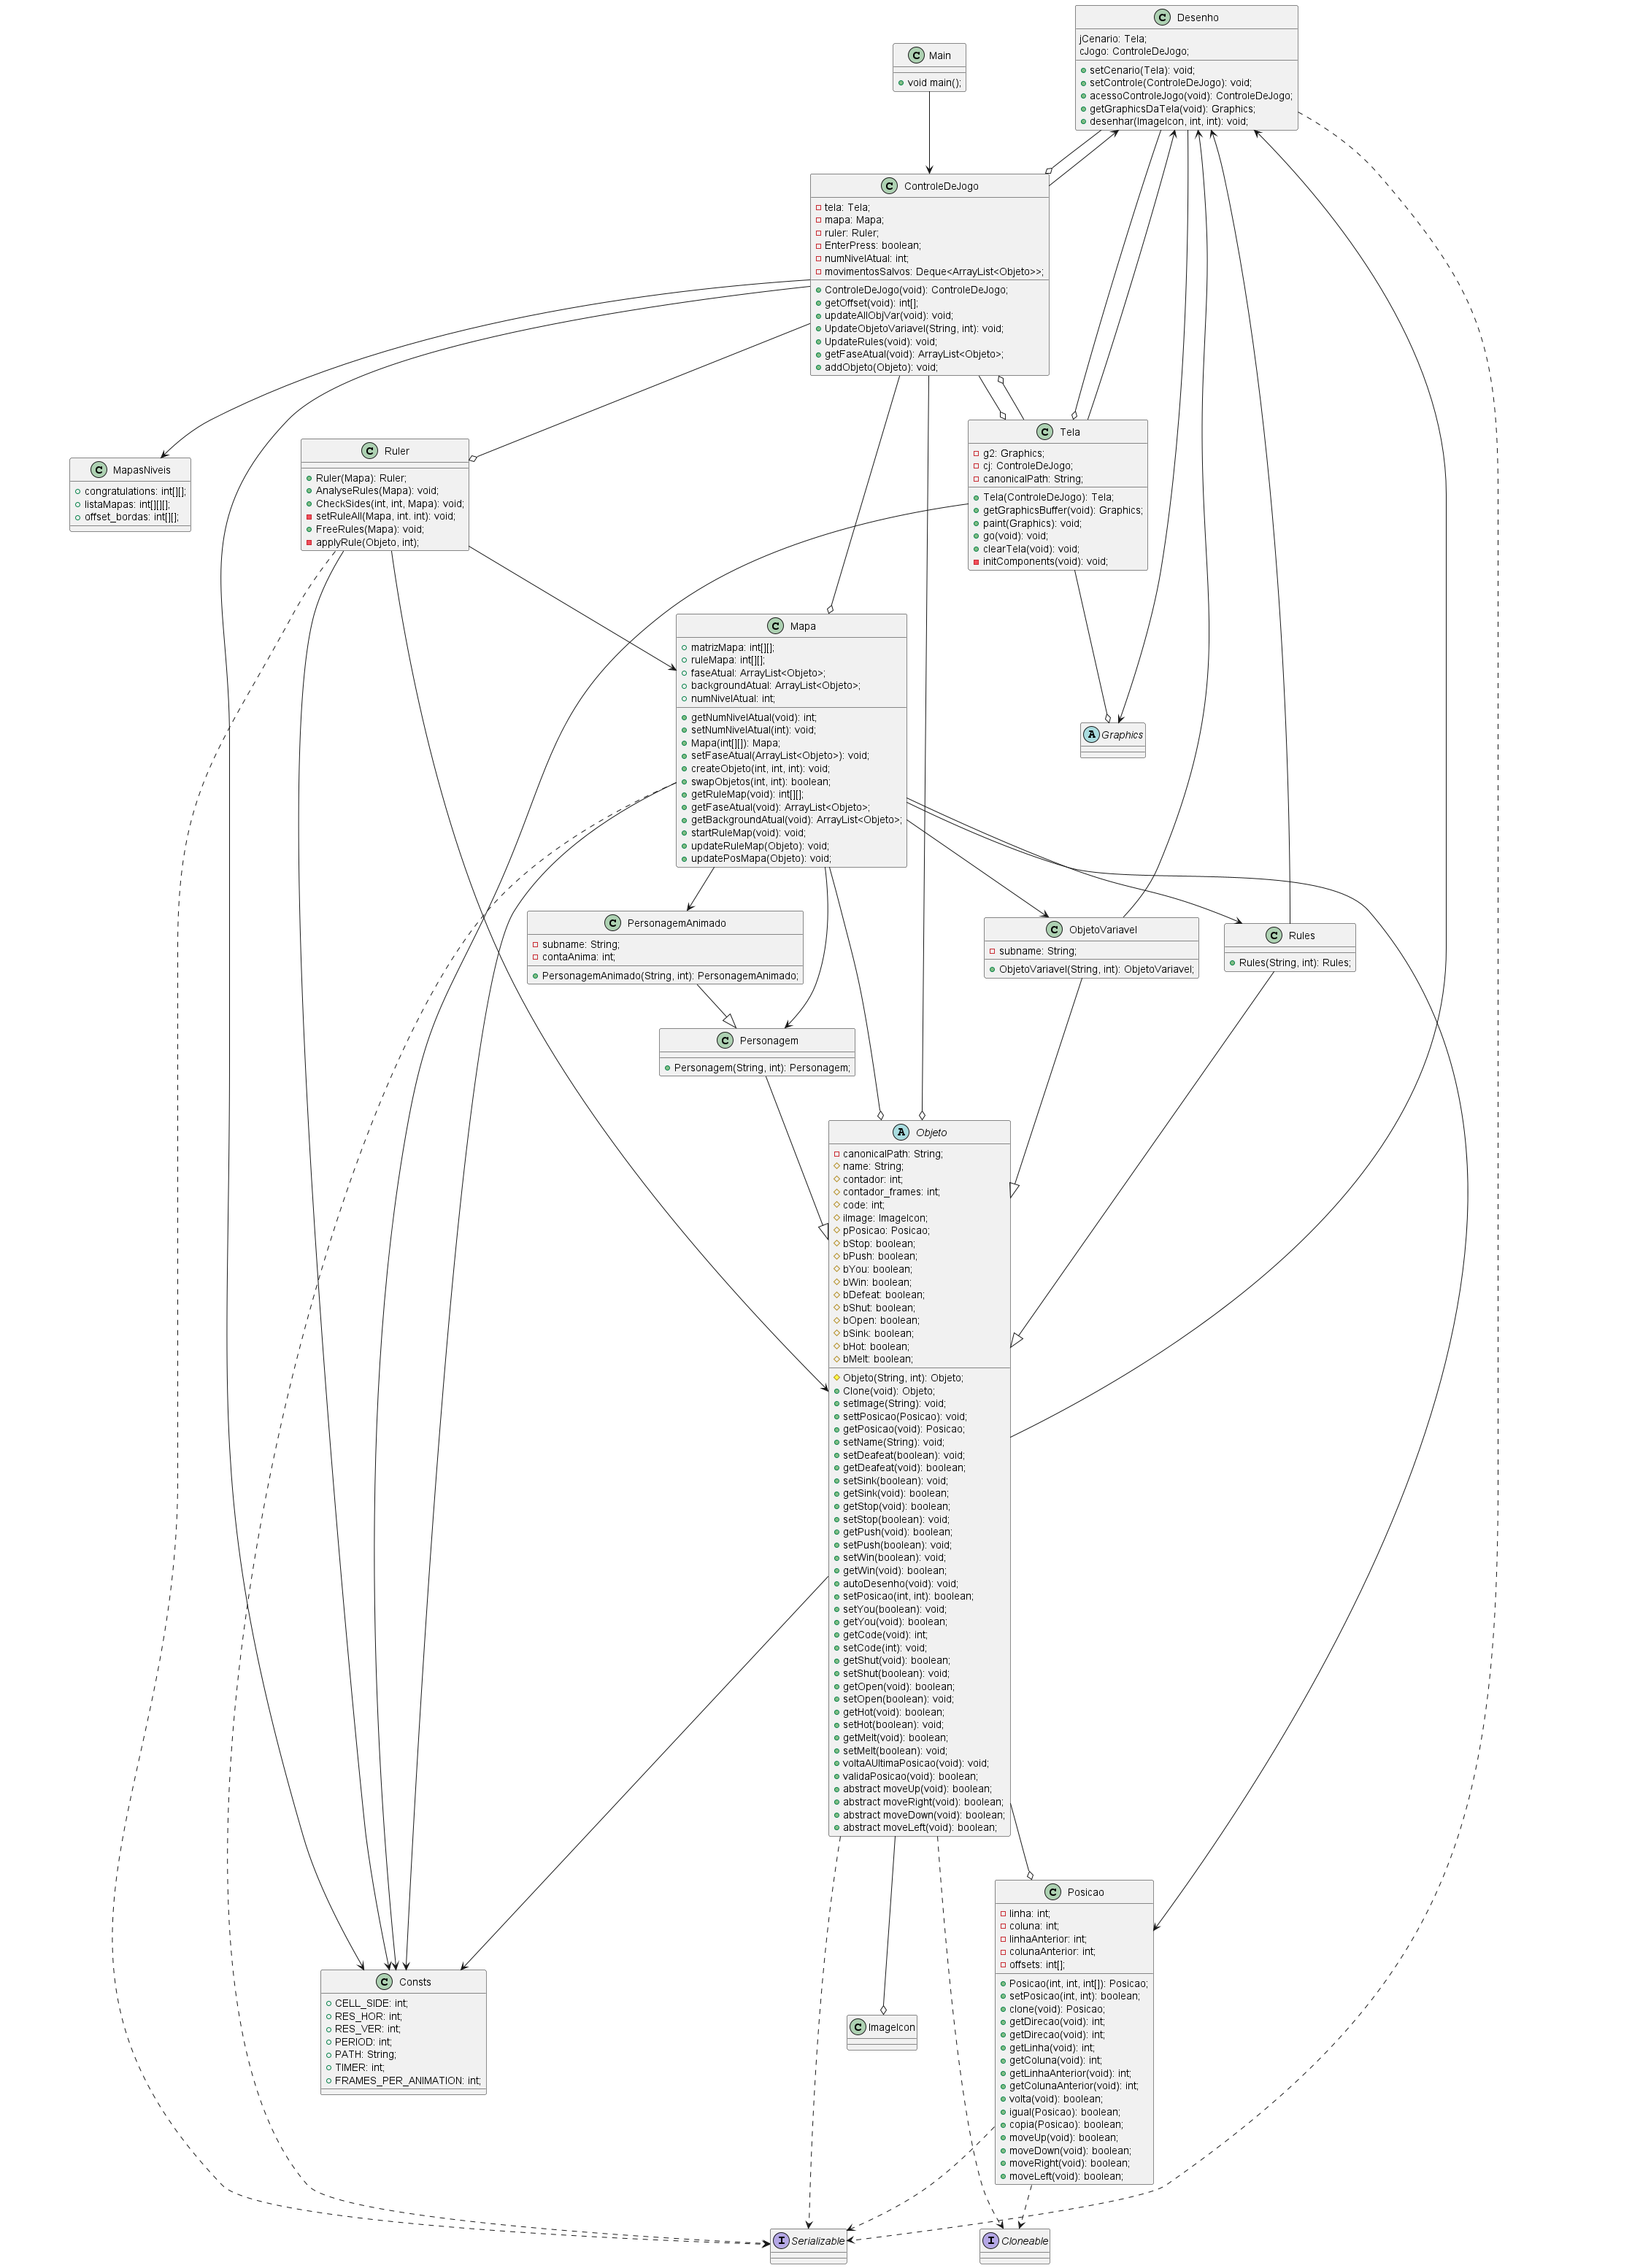 C Desenho
jCenario: Tela;
cJogo: ControleDeJogo;
setCenario(Tela): void;
setControle(ControleDeJogo): void;
acessoControleJogo(void): ControleDeJogo;
getGraphicsDaTela(void): Graphics;
desenhar(ImageIcon, int, int): void;
C Main
void main();
C ControleDeJogo
tela: Tela;
mapa: Mapa;
ruler: Ruler;
EnterPress: boolean;
numNivelAtual: int;
movimentosSalvos: Deque<ArrayList<Objeto>>;
ControleDeJogo(void): ControleDeJogo;
getOffset(void): int[];
updateAllObjVar(void): void;
UpdateObjetoVariavel(String, int): void;
UpdateRules(void): void;
getFaseAtual(void): ArrayList<Objeto>;
addObjeto(Objeto): void;
C MapasNiveis
congratulations: int[][];
listaMapas: int[][][];
offset_bordas: int[][];
C Ruler
Ruler(Mapa): Ruler;
AnalyseRules(Mapa): void;
CheckSides(int, int, Mapa): void;
setRuleAll(Mapa, int. int): void;
FreeRules(Mapa): void;
applyRule(Objeto, int);
C Tela
g2: Graphics;
cj: ControleDeJogo;
canonicalPath: String;
Tela(ControleDeJogo): Tela;
getGraphicsBuffer(void): Graphics;
paint(Graphics): void;
go(void): void;
clearTela(void): void;
initComponents(void): void;
C Mapa
matrizMapa: int[][];
ruleMapa: int[][];
faseAtual: ArrayList<Objeto>;
backgroundAtual: ArrayList<Objeto>;
numNivelAtual: int;
getNumNivelAtual(void): int;
setNumNivelAtual(int): void;
Mapa(int[][]): Mapa;
setFaseAtual(ArrayList<Objeto>): void;
createObjeto(int, int, int): void;
swapObjetos(int, int): boolean;
getRuleMap(void): int[][];
getFaseAtual(void): ArrayList<Objeto>;
getBackgroundAtual(void): ArrayList<Objeto>;
startRuleMap(void): void;
updateRuleMap(Objeto): void;
updatePosMapa(Objeto): void;
A Graphics
C PersonagemAnimado
subname: String;
contaAnima: int;
PersonagemAnimado(String, int): PersonagemAnimado;
C ObjetoVariavel
subname: String;
ObjetoVariavel(String, int): ObjetoVariavel;
C Rules
Rules(String, int): Rules;
C Personagem
Personagem(String, int): Personagem;
A Objeto
canonicalPath: String;
name: String;
contador: int;
contador_frames: int;
code: int;
iImage: ImageIcon;
pPosicao: Posicao;
bStop: boolean;
bPush: boolean;
bYou: boolean;
bWin: boolean;
bDefeat: boolean;
bShut: boolean;
bOpen: boolean;
bSink: boolean;
bHot: boolean;
bMelt: boolean;
Objeto(String, int): Objeto;
Clone(void): Objeto;
setImage(String): void;
settPosicao(Posicao): void;
getPosicao(void): Posicao;
setName(String): void;
setDeafeat(boolean): void;
getDeafeat(void): boolean;
setSink(boolean): void;
getSink(void): boolean;
getStop(void): boolean;
setStop(boolean): void;
getPush(void): boolean;
setPush(boolean): void;
setWin(boolean): void;
getWin(void): boolean;
autoDesenho(void): void;
setPosicao(int, int): boolean;
setYou(boolean): void;
getYou(void): boolean;
getCode(void): int;
setCode(int): void;
getShut(void): boolean;
setShut(boolean): void;
getOpen(void): boolean;
setOpen(boolean): void;
getHot(void): boolean;
setHot(boolean): void;
getMelt(void): boolean;
setMelt(boolean): void;
voltaAUltimaPosicao(void): void;
validaPosicao(void): boolean;
abstract moveUp(void): boolean;
abstract moveRight(void): boolean;
abstract moveDown(void): boolean;
abstract moveLeft(void): boolean;
C Posicao
linha: int;
coluna: int;
linhaAnterior: int;
colunaAnterior: int;
offsets: int[];
Posicao(int, int, int[]): Posicao;
setPosicao(int, int): boolean;
clone(void): Posicao;
getDirecao(void): int;
getDirecao(void): int;
getLinha(void): int;
getColuna(void): int;
getLinhaAnterior(void): int;
getColunaAnterior(void): int;
volta(void): boolean;
igual(Posicao): boolean;
copia(Posicao): boolean;
moveUp(void): boolean;
moveDown(void): boolean;
moveRight(void): boolean;
moveLeft(void): boolean;
C Consts
CELL_SIDE: int;
RES_HOR: int;
RES_VER: int;
PERIOD: int;
PATH: String;
TIMER: int;
FRAMES_PER_ANIMATION: int;
C ImageIcon
I Serializable
I Cloneable